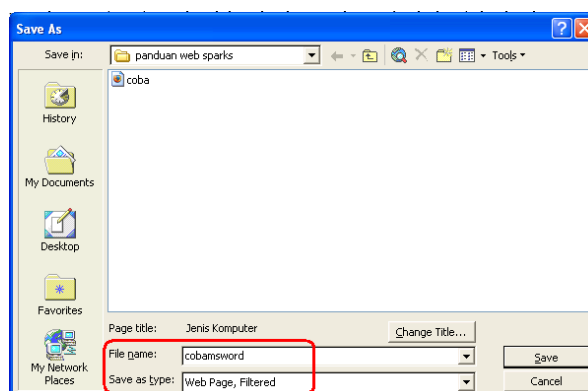 Save As
Save in: panduan web sparks Tools
coba
History
My Documents
Desktop
Favorites
My Network
Places
Page title: Jenis Komputer Change Title...
File name: cobamsword Save
Save as type: Web Page, Filtered Cancel